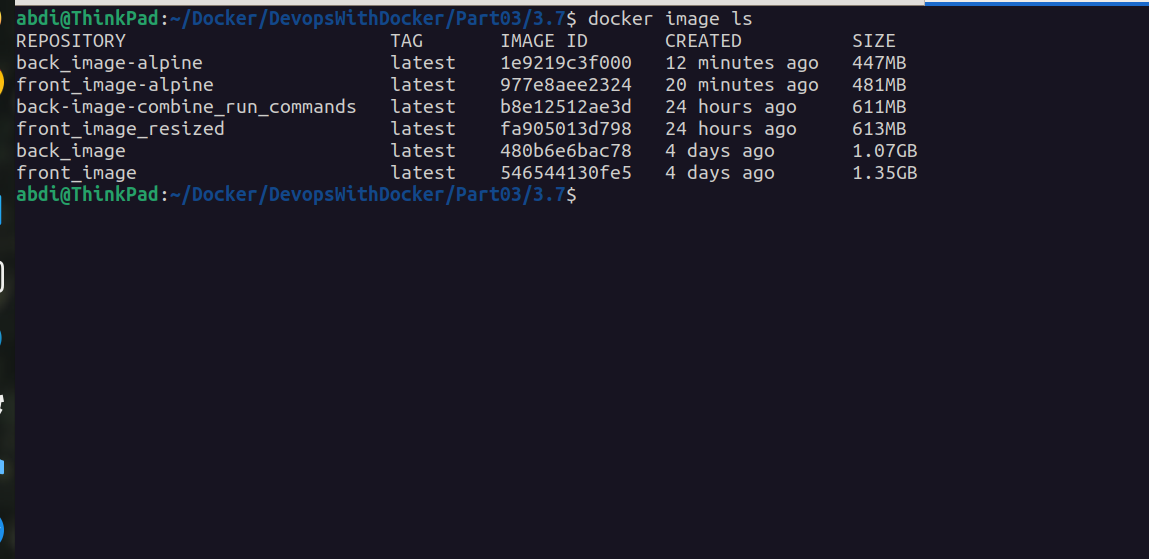 abdi@ThinkPad:~/Docker/DevopsWithDocker/Part03/3.7$ docker image ls
REPOSITORY TAG IMAGE ID CREATED SIZE
back_image-alpine latest 1e9219c3f000 12 minutes ago 447MB
front_image-alpine latest 977e8aee2324 20 minutes ago 481MB
back-image-combine_run_commands latest b8e12512ae3d 24 hours ago 611MB
front_image_resized latest fa905013d798 24 hours ago 613MB
back_image latest 480b6e6bac78 4 days ago 1.07GB
front_image latest 546544130fe5 4 days ago 1.35GB
abdi@ThinkPad:~/Docker/DevopsWithDocker/Part03/3.7$